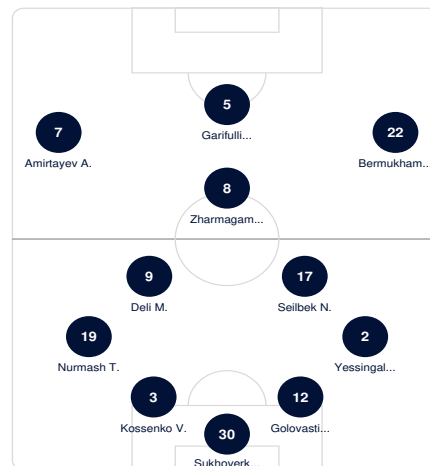 5
Garifulli...
7
Amirtayev A.
22
Bermukham...
8
Zharmagam...
9
Deli M.
17
Seilbek N.
19
Nurmash T.
2
Yessingal...
3
Kossenko V.
12
Golovasti...
30
Sukhoverk...